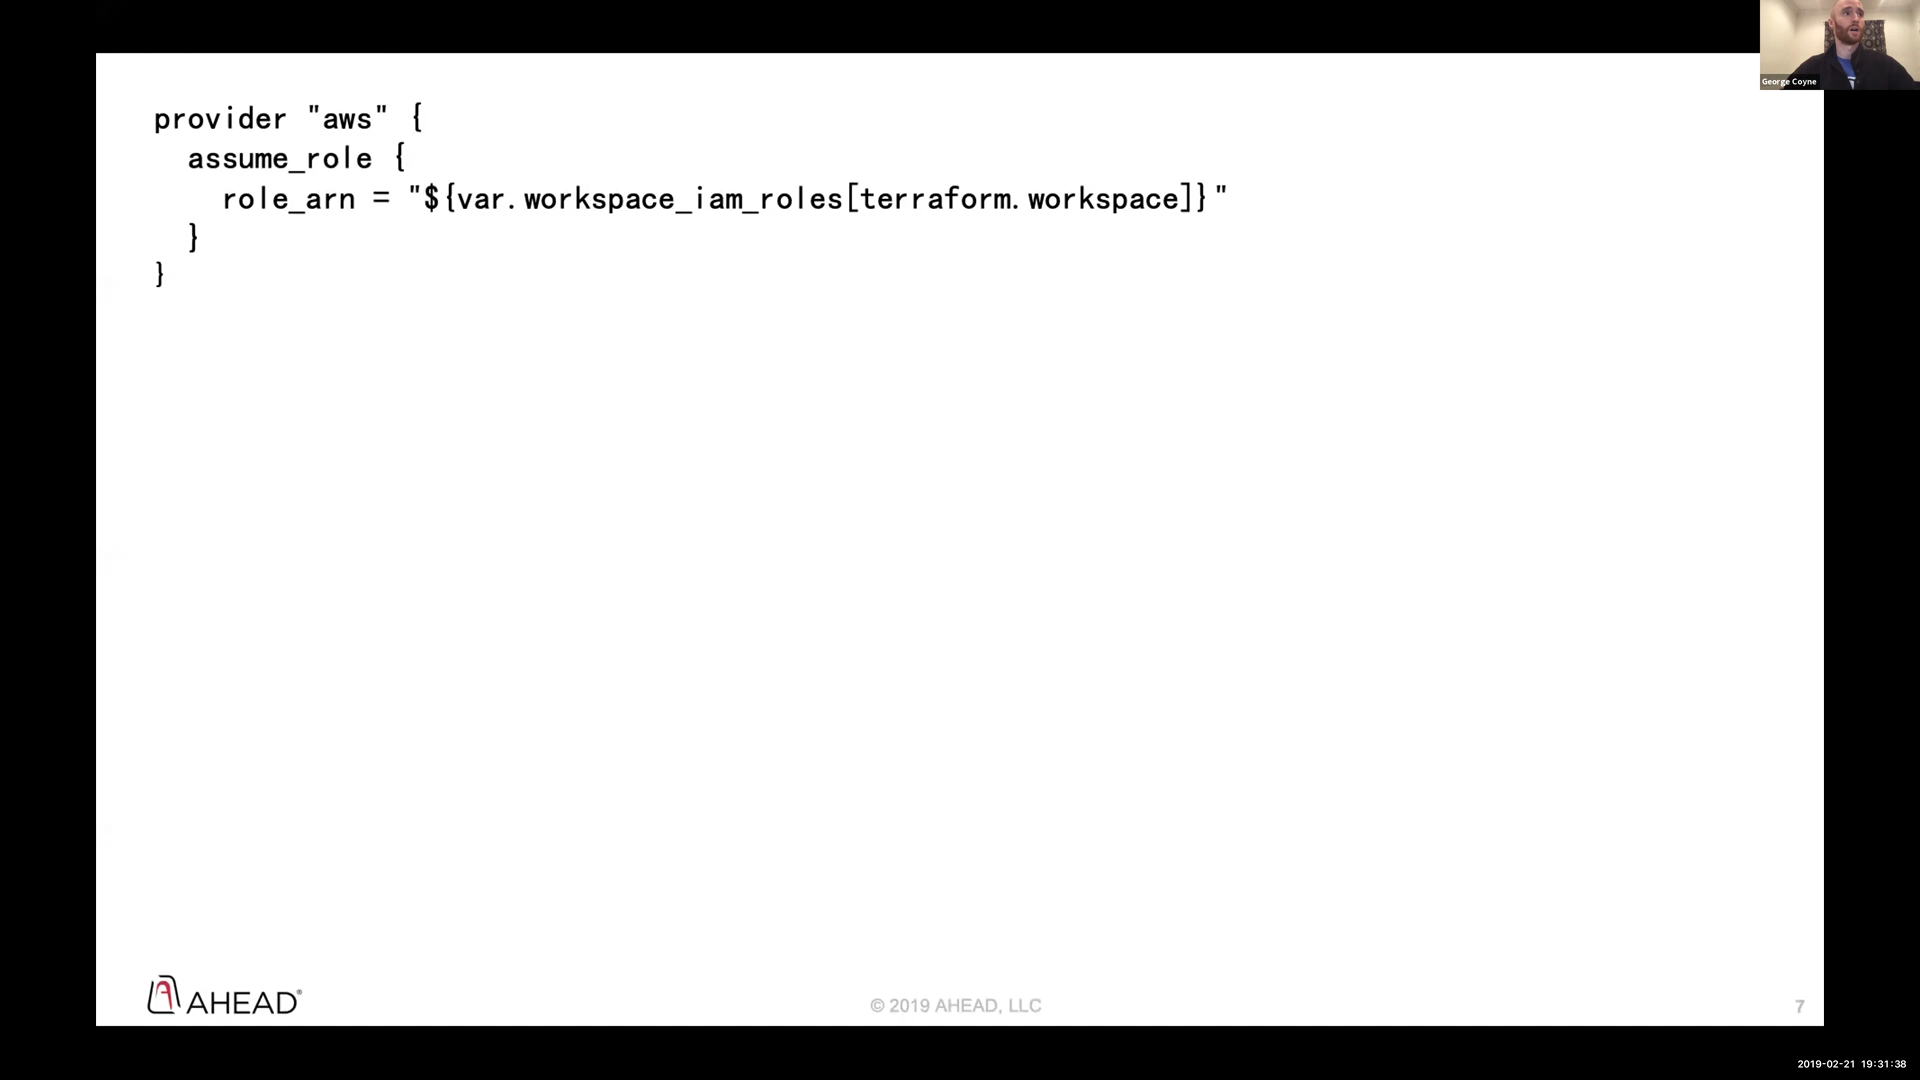 George Coyne
provider "aws" {
  assume_role {
    role_arn = "${var.workspace_iam_roles[terraform.workspace]}"
  }
}
AHEAD®
© 2019 AHEAD, LLC
7
2019-02-21 19:31:38